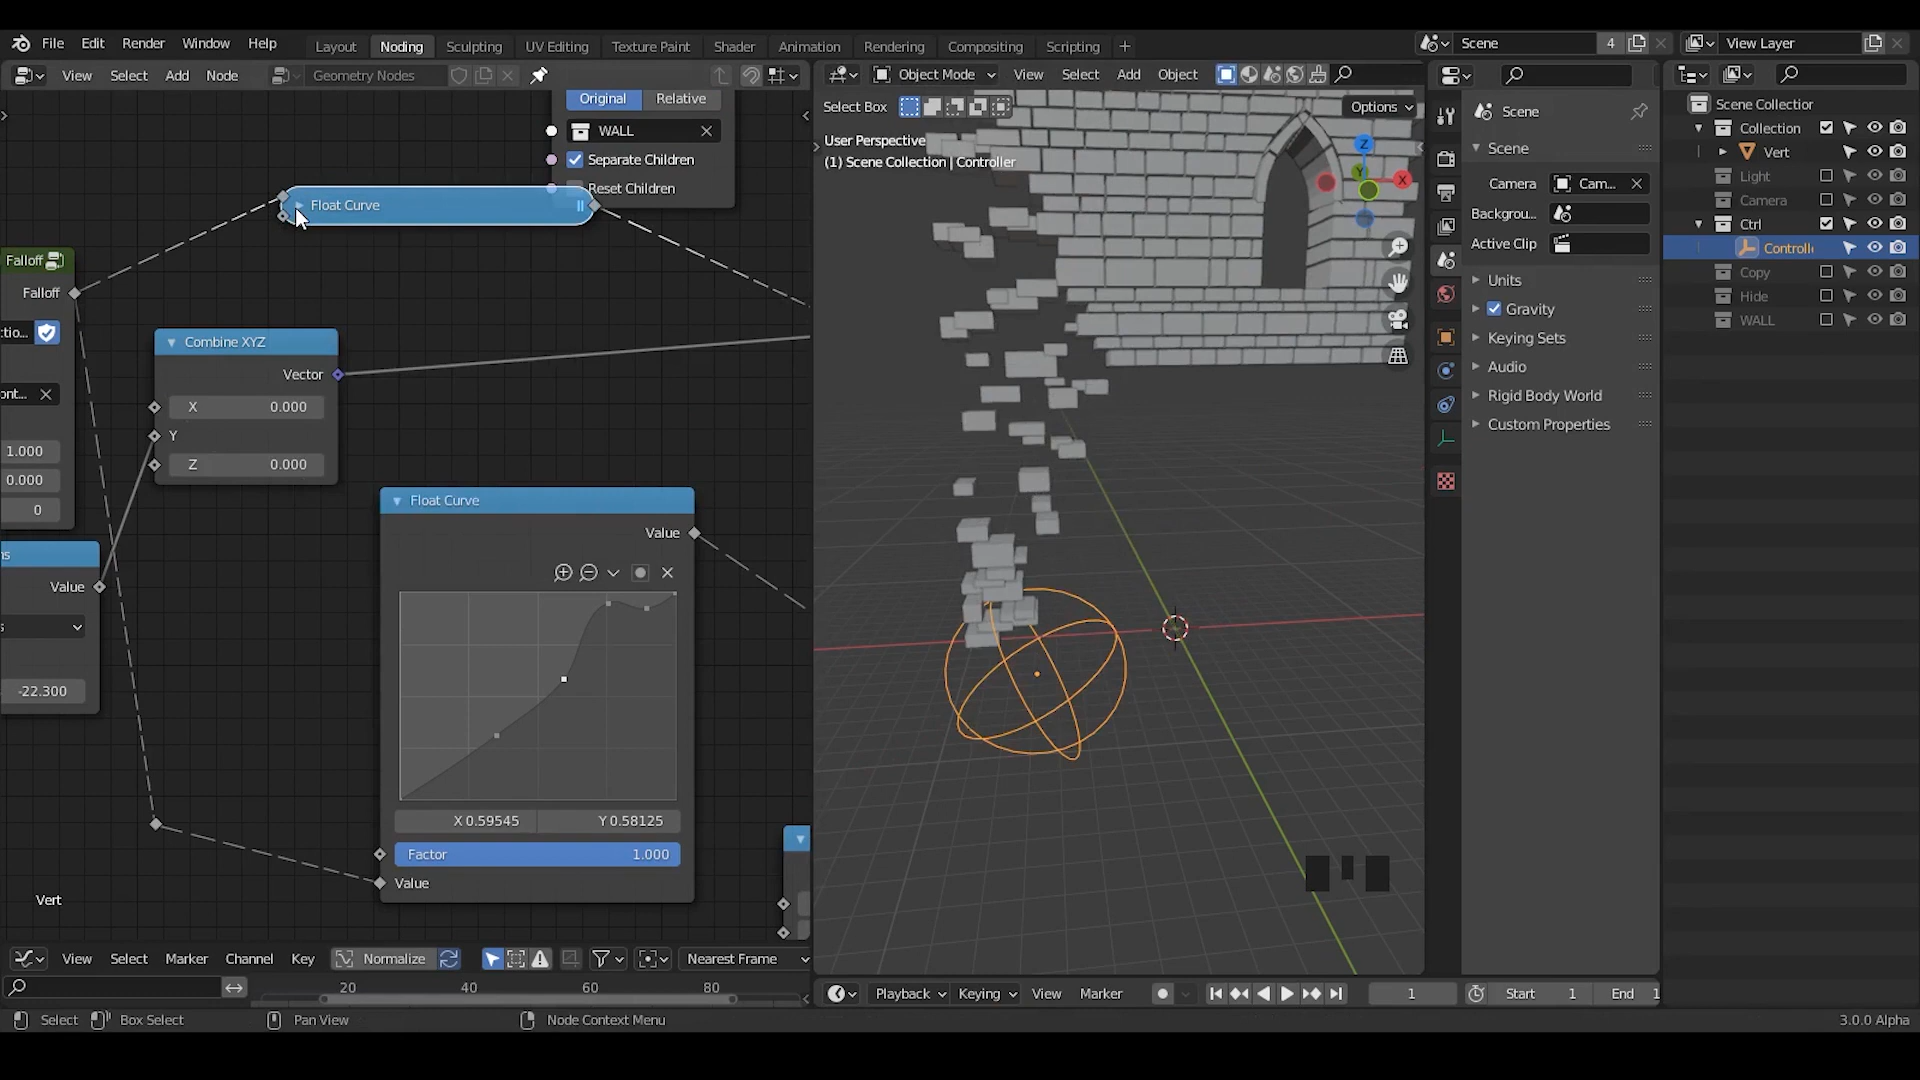 File Edit Render Window Help
Layout Noding Sculpting UV Editing Texture Paint Shader Animation Rendering Compositing Scripting
Scene 4
View Layer
View Select Add Node
Geometry Nodes
Object Mode View Select Add Object
Select Box
Options
Original Relative
WALL
Separate Children
Reset Children
Float Curve
Falloff
Falloff
1.000
0.000
0
Value
-22.300
Combine XYZ
Vector
X 0.000
Y
Z 0.000
Float Curve
Value
X 0.59545 Y 0.58125
Factor 1.000
Value
Vert
User Perspective
(1) Scene Collection | Controller
Z
Y
X
Scene
Scene
Camera Cam...
Backgrou...
Active Clip
Units
Gravity
Keying Sets
Audio
Rigid Body World
Custom Properties
Scene Collection
Collection
Vert
Light
Camera
Ctrl
Controll
Copy
Hide
WALL
View Select Marker Channel Key Normalize Nearest Frame
20 40 60 80
Playback Keying View Marker 1 Start 1 End 1
Select Box Select Pan View Node Context Menu 3.0.0 Alpha